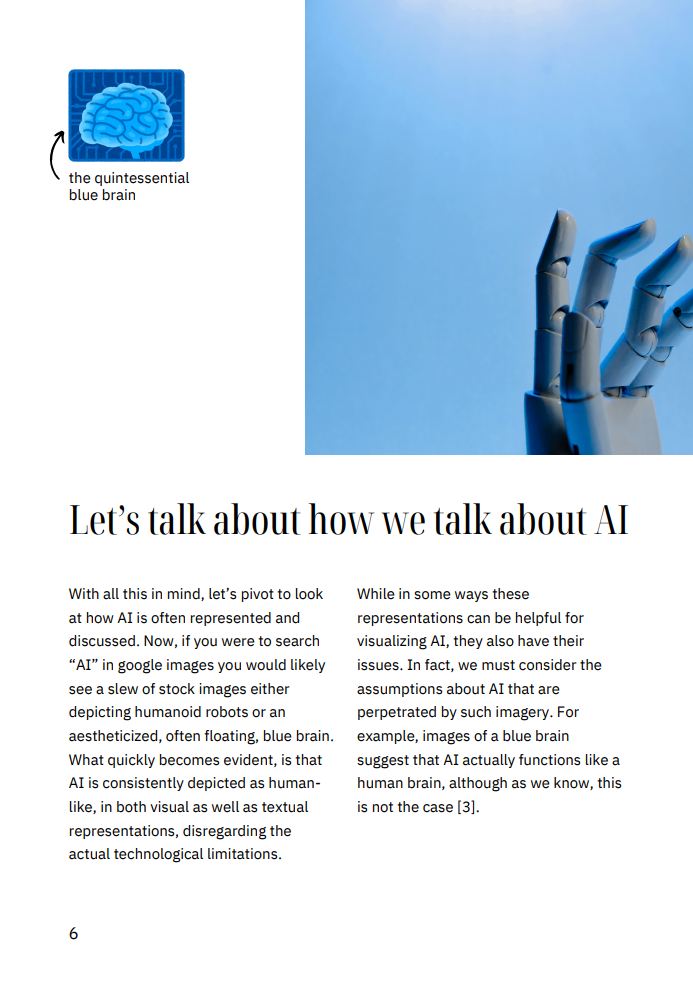 the quintessential
blue brain
Let’s talk about how we talk about AI
With all this in mind, let’s pivot to look
at how AI is often represented and
discussed. Now, if you were to search
“AI” in google images you would likely
see a slew of stock images either
depicting humanoid robots or an
aestheticized, often floating, blue brain.
What quickly becomes evident, is that
AI is consistently depicted as human-
like, in both visual as well as textual
representations, disregarding the
actual technological limitations.
While in some ways these
representations can be helpful for
visualizing AI, they also have their
issues. In fact, we must consider the
assumptions about AI that are
perpetrated by such imagery. For
example, images of a blue brain
suggest that AI actually functions like a
human brain, although as we know, this
is not the case [3].
6